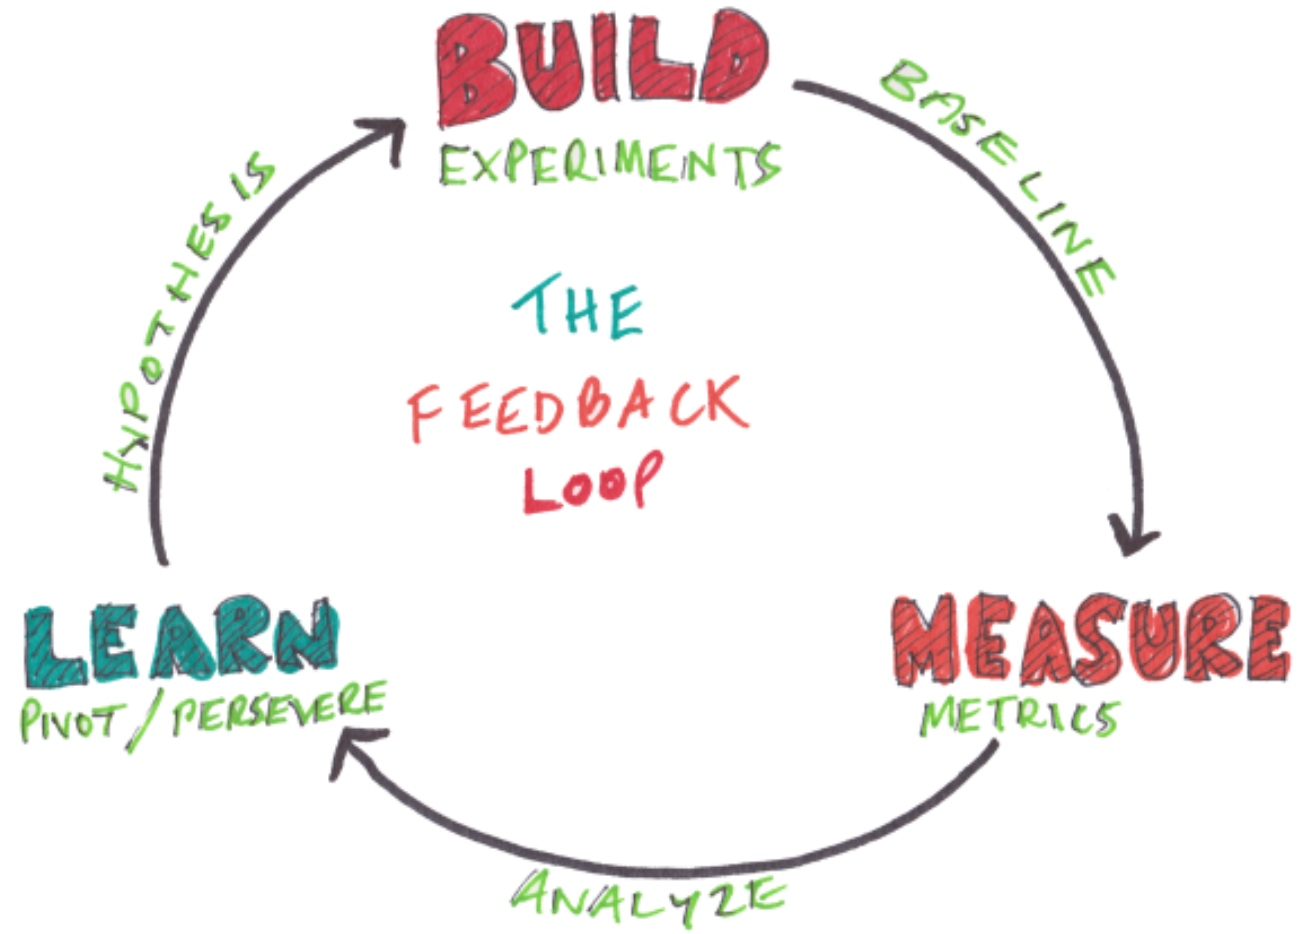 BUILD
EXPERIMENTS
BASELINE
HYPOTHESIS
THE
FEEDBACK
LOOP
LEARN
PIVOT / PERSEVERE
MEASURE
METRICS
ANALYZE